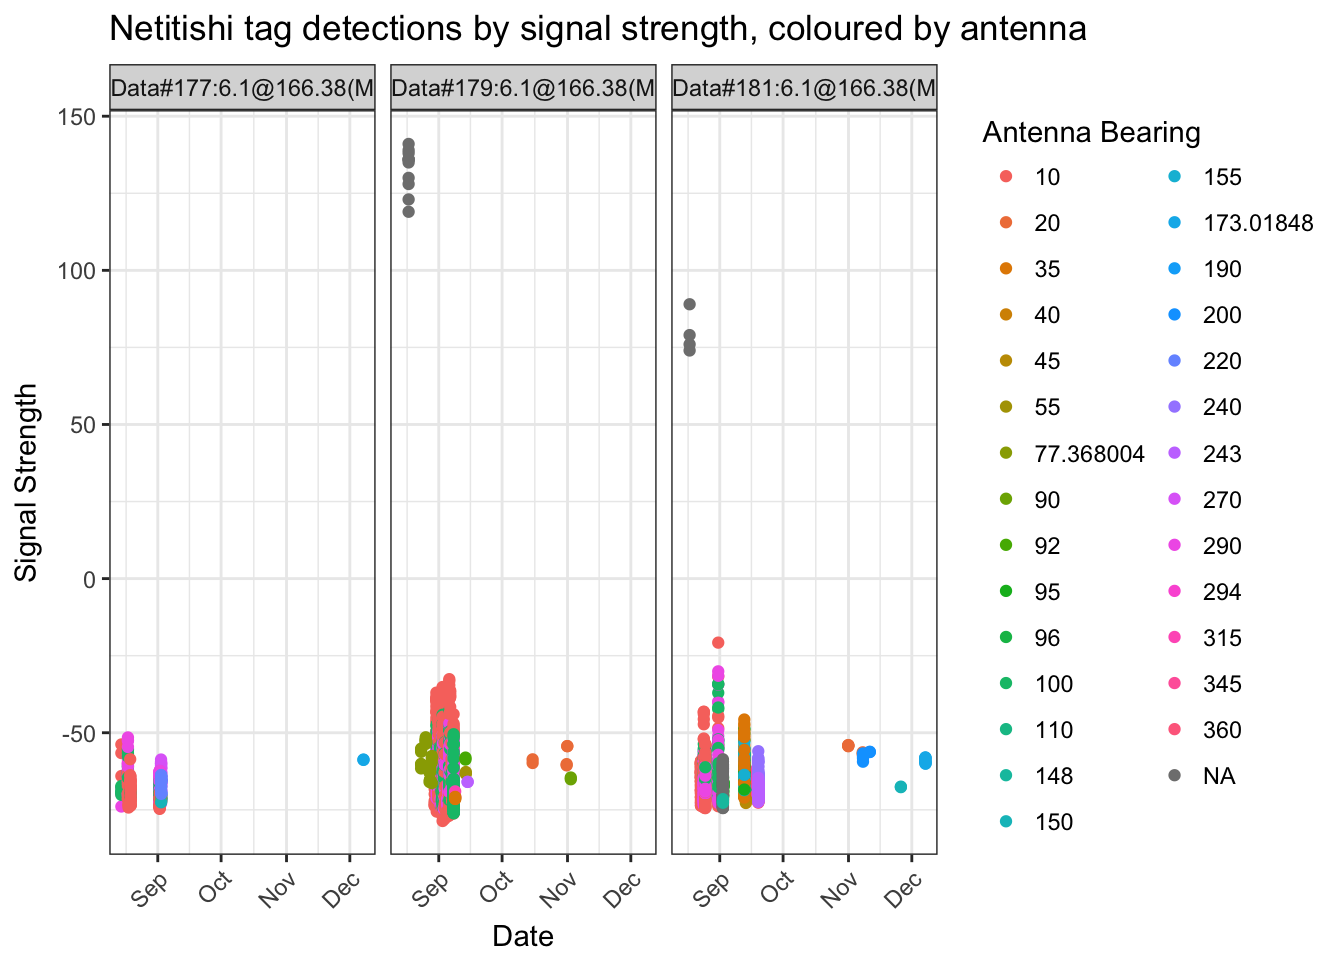 Netitishi tag detections by signal strength, coloured by antenna
Data#177:6.1@166.38(M
Data#179:6.1@166.38(M
Data#181:6.1@166.38(M
150
100
50
0
-50
Signal Strength
Sep
Oct
Nov
Dec
Sep
Oct
Nov
Dec
Sep
Oct
Nov
Dec
Date
Antenna Bearing
10
20
35
40
45
55
77.368004
90
92
95
96
100
110
148
150
155
173.01848
190
200
220
240
243
270
290
294
315
345
360
NA